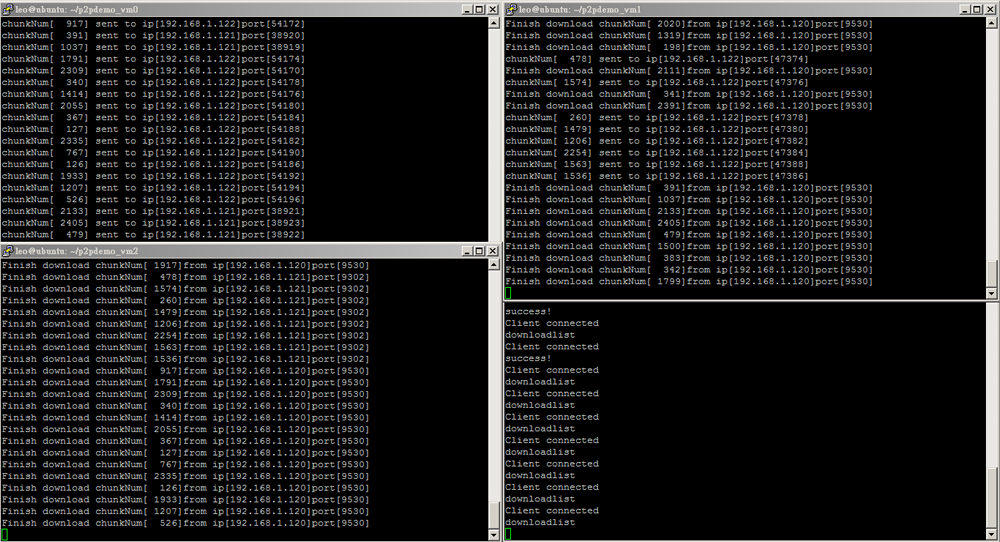 leo@ubuntu: ~/p2pdemo_vm0
chunkNum[  917] sent to ip[192.168.1.122]port[54172]
chunkNum[  391] sent to ip[192.168.1.121]port[38920]
chunkNum[ 1037] sent to ip[192.168.1.121]port[38919]
chunkNum[ 1791] sent to ip[192.168.1.122]port[54174]
chunkNum[ 2309] sent to ip[192.168.1.122]port[54170]
chunkNum[  340] sent to ip[192.168.1.122]port[54178]
chunkNum[ 1414] sent to ip[192.168.1.122]port[54176]
chunkNum[ 2055] sent to ip[192.168.1.122]port[54180]
chunkNum[  367] sent to ip[192.168.1.122]port[54184]
chunkNum[  127] sent to ip[192.168.1.122]port[54188]
chunkNum[ 2335] sent to ip[192.168.1.122]port[54182]
chunkNum[  767] sent to ip[192.168.1.122]port[54190]
chunkNum[  126] sent to ip[192.168.1.122]port[54186]
chunkNum[ 1933] sent to ip[192.168.1.122]port[54192]
chunkNum[ 1207] sent to ip[192.168.1.122]port[54194]
chunkNum[  526] sent to ip[192.168.1.122]port[54196]
chunkNum[ 2133] sent to ip[192.168.1.121]port[38921]
chunkNum[ 2405] sent to ip[192.168.1.121]port[38923]
chunkNum[  479] sent to ip[192.168.1.121]port[38922]
leo@ubuntu: ~/p2pdemo_vm1
Finish download chunkNum[ 2020]from ip[192.168.1.120]port[9530]
Finish download chunkNum[ 1319]from ip[192.168.1.120]port[9530]
Finish download chunkNum[  198]from ip[192.168.1.120]port[9530]
chunkNum[  478] sent to ip[192.168.1.122]port[47374]
Finish download chunkNum[ 2111]from ip[192.168.1.120]port[9530]
chunkNum[ 1574] sent to ip[192.168.1.122]port[47376]
Finish download chunkNum[  341]from ip[192.168.1.120]port[9530]
Finish download chunkNum[ 2391]from ip[192.168.1.120]port[9530]
chunkNum[  260] sent to ip[192.168.1.122]port[47378]
chunkNum[ 1479] sent to ip[192.168.1.122]port[47380]
chunkNum[ 1206] sent to ip[192.168.1.122]port[47382]
chunkNum[ 2254] sent to ip[192.168.1.122]port[47384]
chunkNum[ 1563] sent to ip[192.168.1.122]port[47388]
chunkNum[ 1536] sent to ip[192.168.1.122]port[47386]
Finish download chunkNum[  391]from ip[192.168.1.120]port[9530]
Finish download chunkNum[ 1037]from ip[192.168.1.120]port[9530]
Finish download chunkNum[ 2133]from ip[192.168.1.120]port[9530]
Finish download chunkNum[ 2405]from ip[192.168.1.120]port[9530]
Finish download chunkNum[  479]from ip[192.168.1.120]port[9530]
Finish download chunkNum[ 1500]from ip[192.168.1.120]port[9530]
Finish download chunkNum[  383]from ip[192.168.1.120]port[9530]
Finish download chunkNum[  342]from ip[192.168.1.120]port[9530]
Finish download chunkNum[ 1799]from ip[192.168.1.120]port[9530]
leo@ubuntu: ~/p2pdemo_vm2
Finish download chunkNum[ 1917]from ip[192.168.1.120]port[9530]
Finish download chunkNum[  478]from ip[192.168.1.121]port[9302]
Finish download chunkNum[ 1574]from ip[192.168.1.121]port[9302]
Finish download chunkNum[  260]from ip[192.168.1.121]port[9302]
Finish download chunkNum[ 1479]from ip[192.168.1.121]port[9302]
Finish download chunkNum[ 1206]from ip[192.168.1.121]port[9302]
Finish download chunkNum[ 2254]from ip[192.168.1.121]port[9302]
Finish download chunkNum[ 1563]from ip[192.168.1.121]port[9302]
Finish download chunkNum[ 1536]from ip[192.168.1.121]port[9302]
Finish download chunkNum[  917]from ip[192.168.1.120]port[9530]
Finish download chunkNum[ 1791]from ip[192.168.1.120]port[9530]
Finish download chunkNum[ 2309]from ip[192.168.1.120]port[9530]
Finish download chunkNum[  340]from ip[192.168.1.120]port[9530]
Finish download chunkNum[ 1414]from ip[192.168.1.120]port[9530]
Finish download chunkNum[ 2055]from ip[192.168.1.120]port[9530]
Finish download chunkNum[  367]from ip[192.168.1.120]port[9530]
Finish download chunkNum[  127]from ip[192.168.1.120]port[9530]
Finish download chunkNum[  767]from ip[192.168.1.120]port[9530]
Finish download chunkNum[ 2335]from ip[192.168.1.120]port[9530]
Finish download chunkNum[  126]from ip[192.168.1.120]port[9530]
Finish download chunkNum[ 1933]from ip[192.168.1.120]port[9530]
Finish download chunkNum[ 1207]from ip[192.168.1.120]port[9530]
Finish download chunkNum[  526]from ip[192.168.1.120]port[9530]
success!
Client connected
downloadlist
Client connected
success!
Client connected
downloadlist
Client connected
downloadlist
Client connected
downloadlist
Client connected
downloadlist
Client connected
downloadlist
Client connected
downloadlist
Client connected
downloadlist